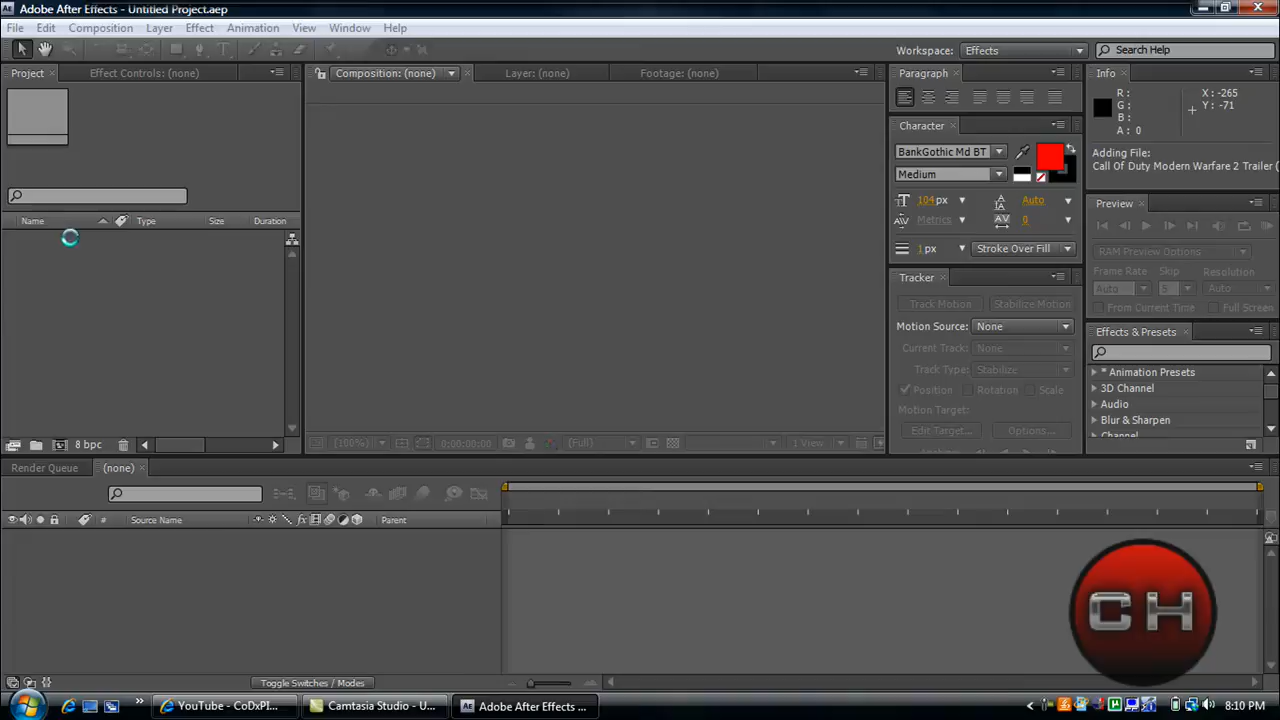 Adobe After Effects - Untitled Project.aep
File Edit Composition Layer Effect Animation View Window Help
Workspace: Effects Search Help
Project Effect Controls: (none) Composition: (none) Layer: (none) Footage: (none) Paragraph Info
R : X : -265
G : Y : -71
B :
A : 0
Character
BankGothic Md BT
Medium
Adding File:
Call Of Duty Modern Warfare 2 Trailer (
104 px Auto
Metrics 0
Preview
Name Type Size Duration
1 px Stroke Over Fill
RAM Preview Options
Tracker
Frame Rate Skip Resolution
Auto 5 Auto
Track Motion Stabilize Motion
From Current Time Full Screen
Motion Source: None
Effects & Presets
Current Track: None
Track Type: Stabilize
Position Rotation Scale
Motion Target:
Edit Target... Options...
* Animation Presets
3D Channel
Audio
Blur & Sharpen
Channel
8 bpc (100%) 0;00;00;00 (Full) 1 View
Render Queue (none)
# Source Name Parent
CH
Toggle Switches / Modes
YouTube - CoDxPI... Camtasia Studio - U... Adobe After Effects ... 8:10 PM